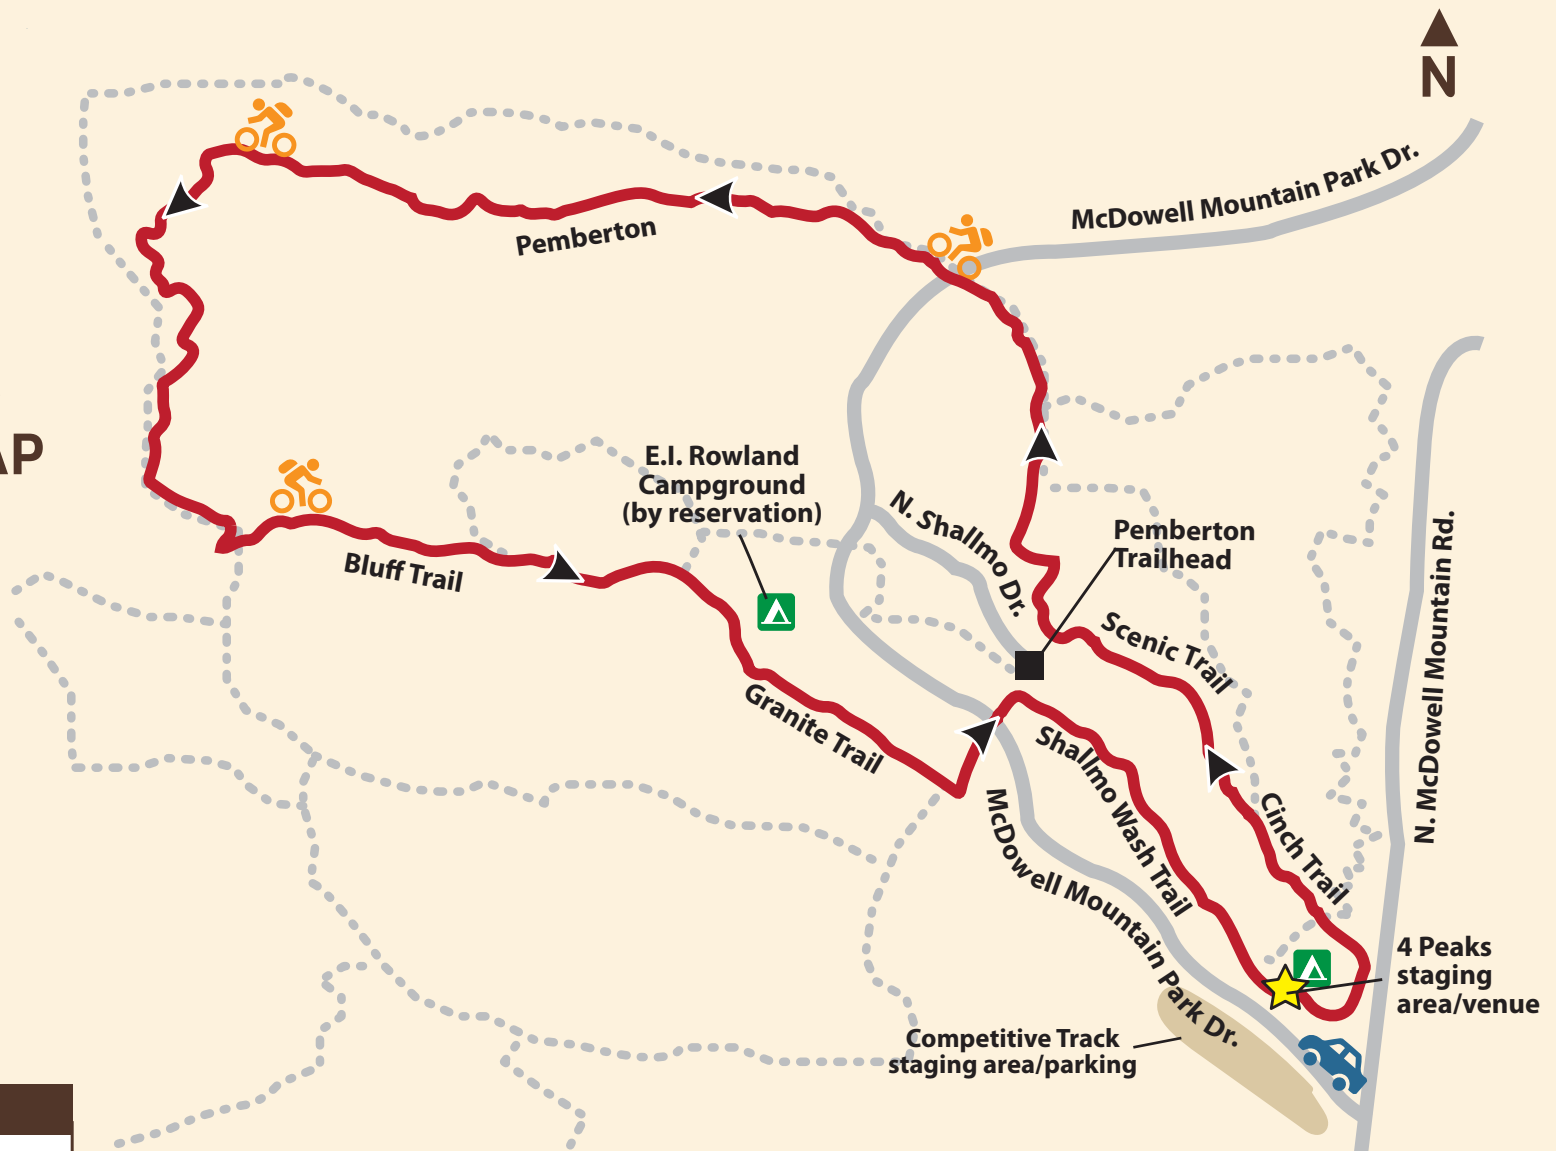 N
McDowell Mountain Park Dr.
Pemberton
AP
E.I. Rowland
Campground
(by reservation)
N. Shallmo Dr.
Pemberton
Trailhead
Bluff Trail
Scenic Trail
N. McDowell Mountain Rd.
Granite Trail
Shallmo Wash Trail
Cinch Trail
McDowell Mountain Park Dr.
4 Peaks
staging
area/venue
Competitive Track
staging area/parking